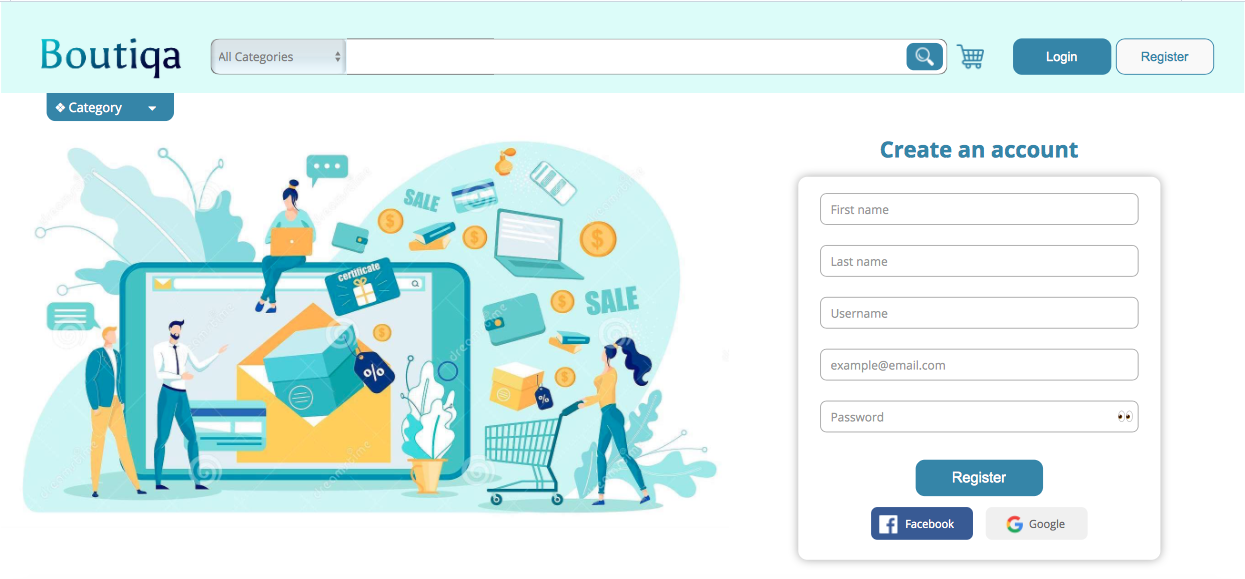 Boutiqa
All Categories
Login
Register
❖ Category
Create an account
First name
Last name
Username
example@email.com
Password
Register
Facebook
Google
SALE
certificate
SALE
%
%
dreamstime